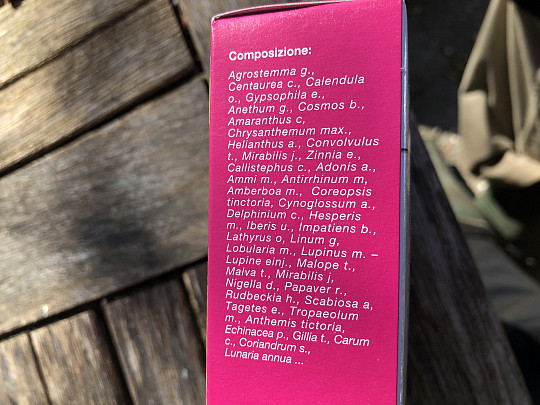 Composizione:
Agrostemma g.,
Centaurea c., Calendula
o., Gypsophila e.,
Anethum g., Cosmos b.,
Amaranthus c,
Chrysanthemum max.,
Helianthus a., Convolvulus
t., Mirabilis j., Zinnia e.,
Callistephus c., Adonis a.,
Ammi m., Antirrhinum m,
Amberboa m., Coreopsis
tinctoria, Cynoglossum a.,
Delphinium c., Hesperis
m., Iberis u., Impatiens b.,
Lathyrus o, Linum g,
Lobularia m., Lupinus m. –
Lupine einj., Malope t.,
Malva t., Mirabilis j,
Nigella d., Papaver r.,
Rudbeckia h., Scabiosa a,
Tagetes e., Tropaeolum
m., Anthemis tictoria,
Echinacea p., Gillia t., Carum
c., Coriandrum s.,
Lunaria annua ...